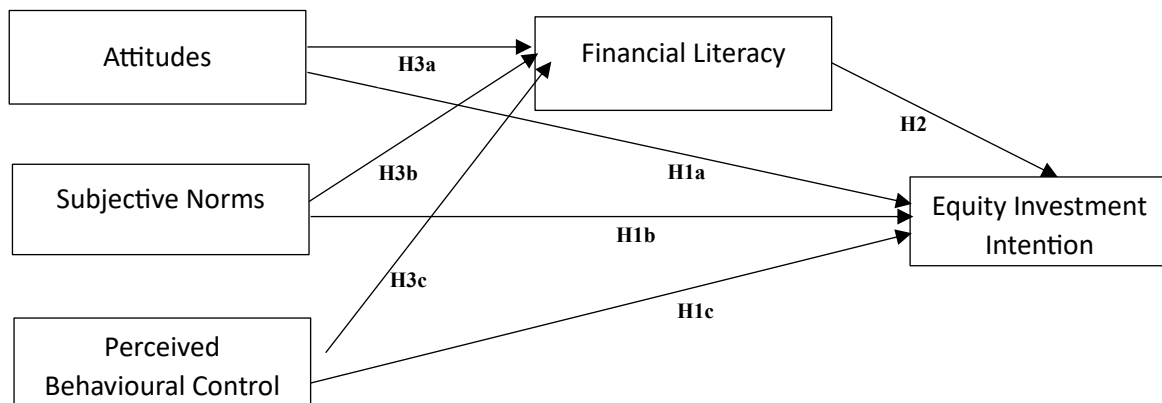 Attitudes
Financial Literacy
H3a
H2
H3b
H1a
Subjective Norms
Equity Investment
Intention
H1b
H3c
H1c
Perceived
Behavioural Control